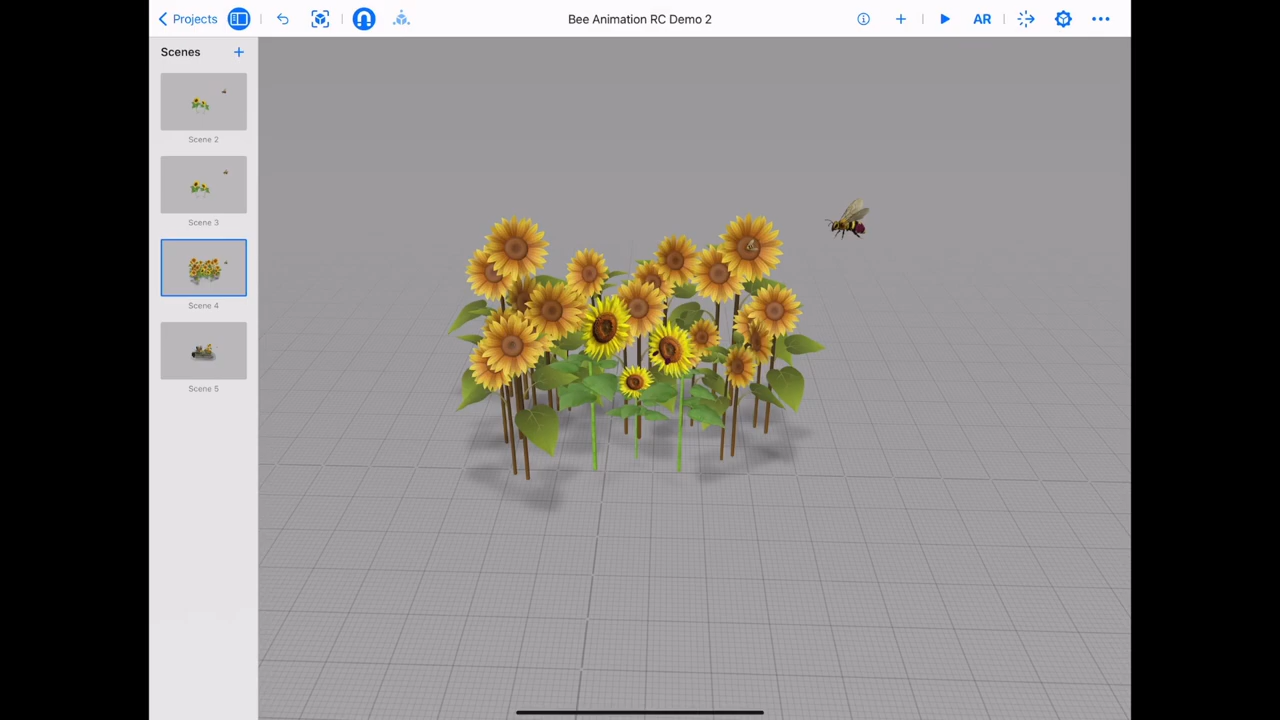 Projects
Bee Animation RC Demo 2
AR
Scenes
Scene 2
Scene 3
Scene 4
Scene 5